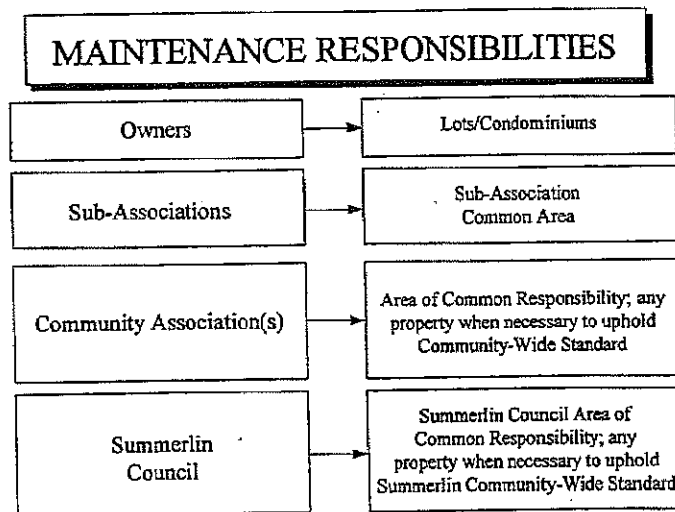 MAINTENANCE RESPONSIBILITIES
Owners
Lots/Condominiums
Sub-Associations
Sub-Association
Common Area
Community Association(s)
Area of Common Responsibility; any
property when necessary to uphold
Community-Wide Standard
Summerlin
Council
Summerlin Council Area of
Common Responsibility; any
property when necessary to uphold
Summerlin Community-Wide Standard